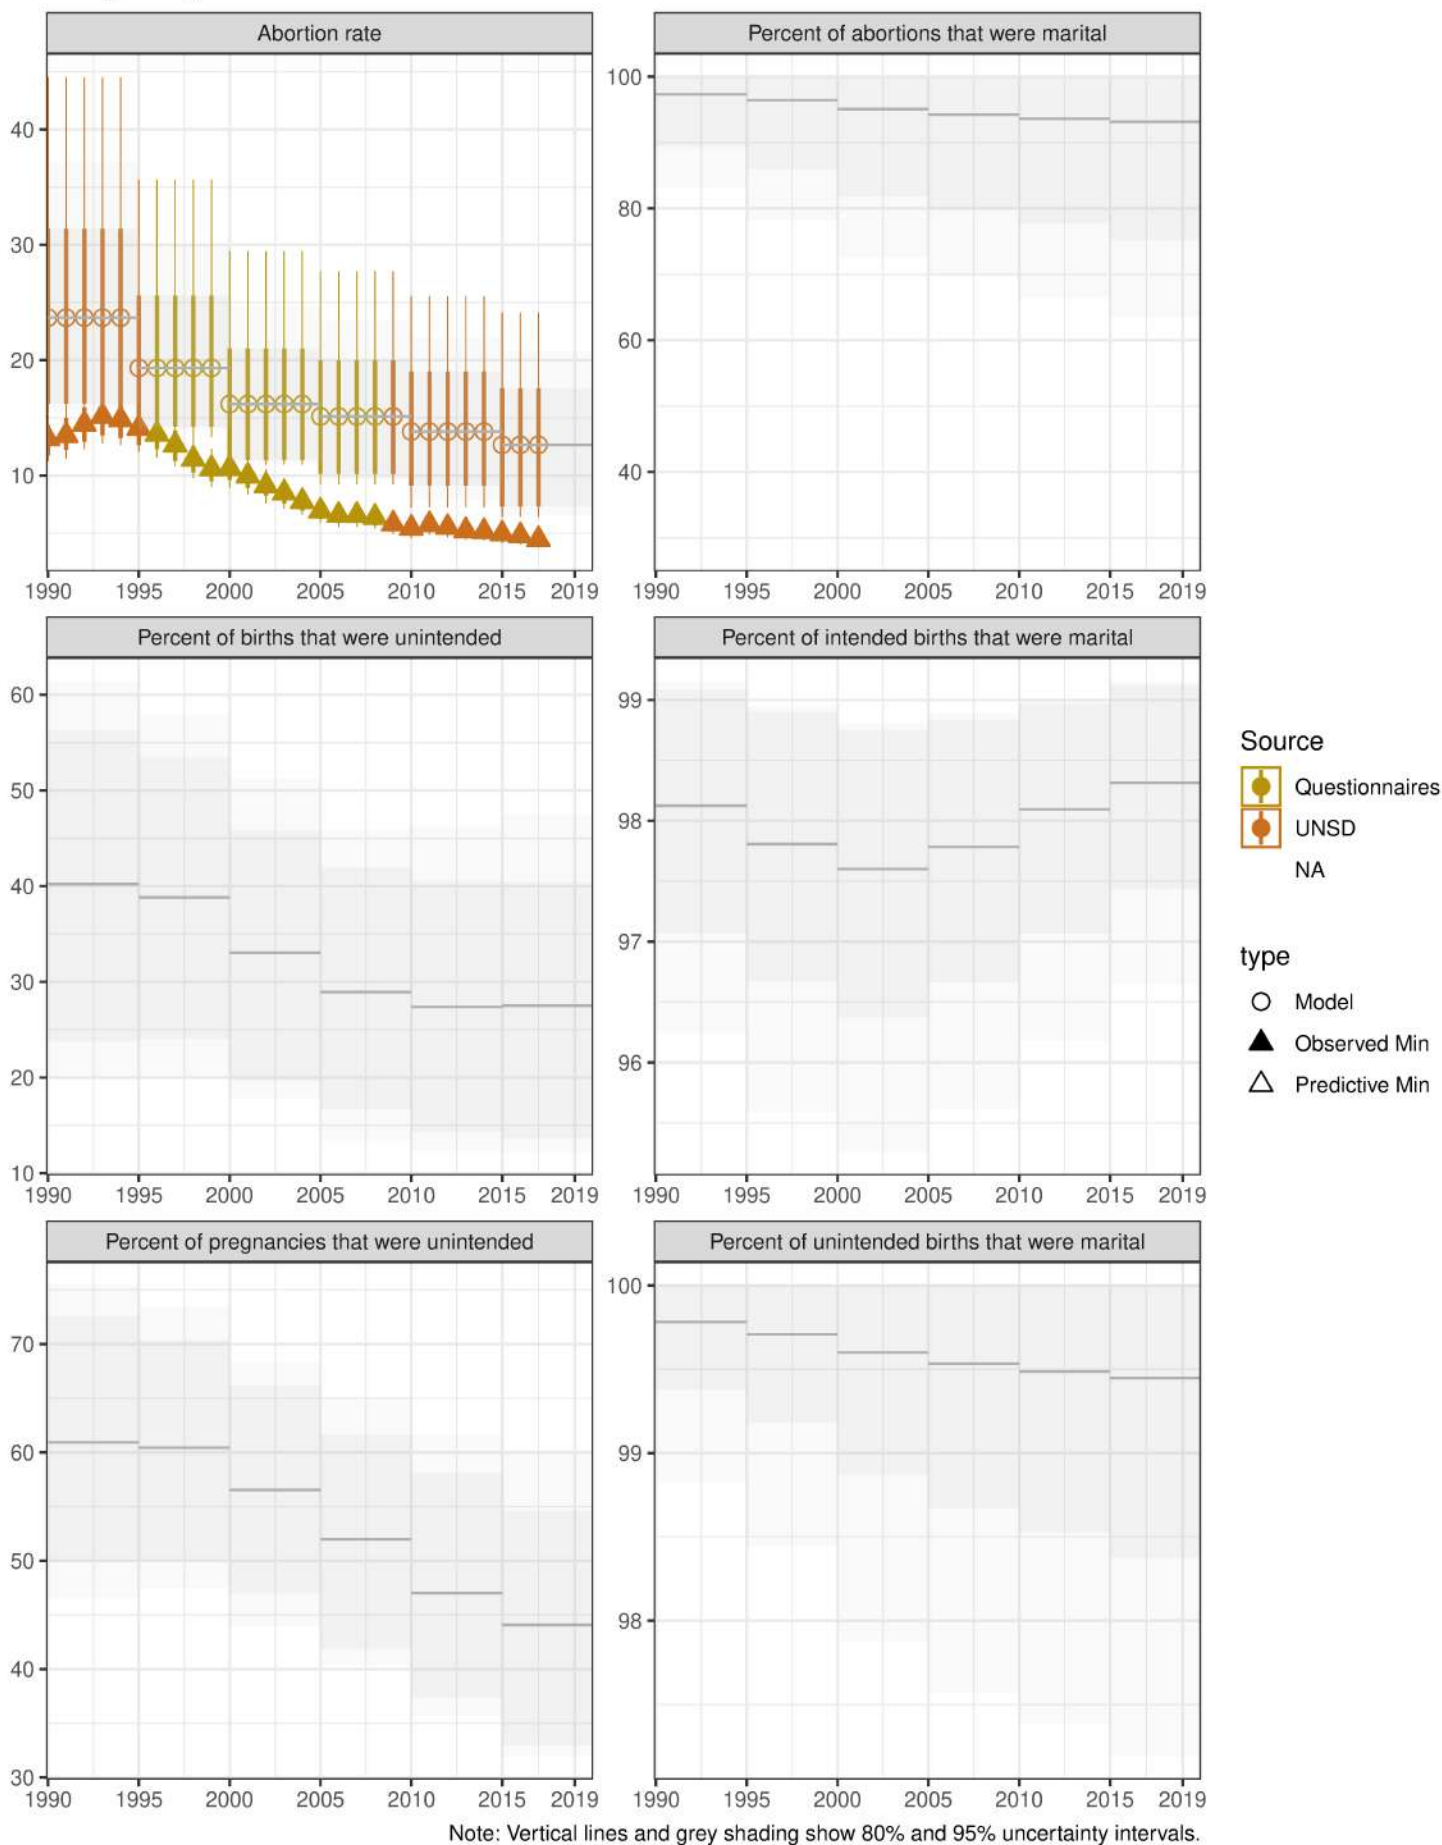 Abortion rate
Percent of abortions that were marital
40
30
20
10
1990 1995 2000 2005 2010 2015 2019
100
80
60
40
1990 1995 2000 2005 2010 2015 2019
Percent of births that were unintended
Percent of intended births that were marital
60
50
40
30
20
10
1990 1995 2000 2005 2010 2015 2019
99
98
97
96
1990 1995 2000 2005 2010 2015 2019
Percent of pregnancies that were unintended
Percent of unintended births that were marital
70
60
50
40
30
1990 1995 2000 2005 2010 2015 2019
100
99
98
1990 1995 2000 2005 2010 2015 2019
Source
Questionnaires
UNSD
NA
type
Model
Observed Min
Predictive Min
Note: Vertical lines and grey shading show 80% and 95% uncertainty intervals.